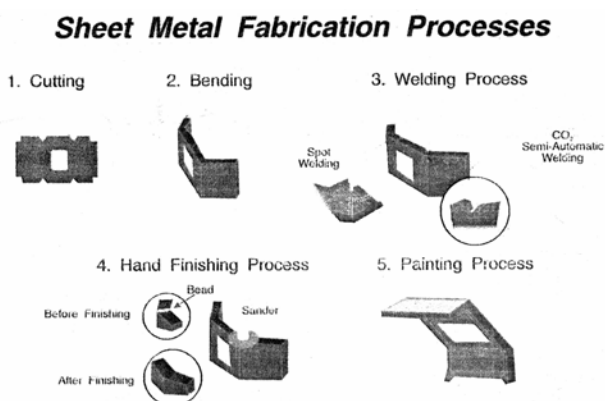 Sheet Metal Fabrication Processes
1. Cutting
2. Bending
3. Welding Process
Spot
Welding
CO₂
Semi-Automatic
Welding
4. Hand Finishing Process
Bead
Before Finishing
Sander
After Finishing
5. Painting Process